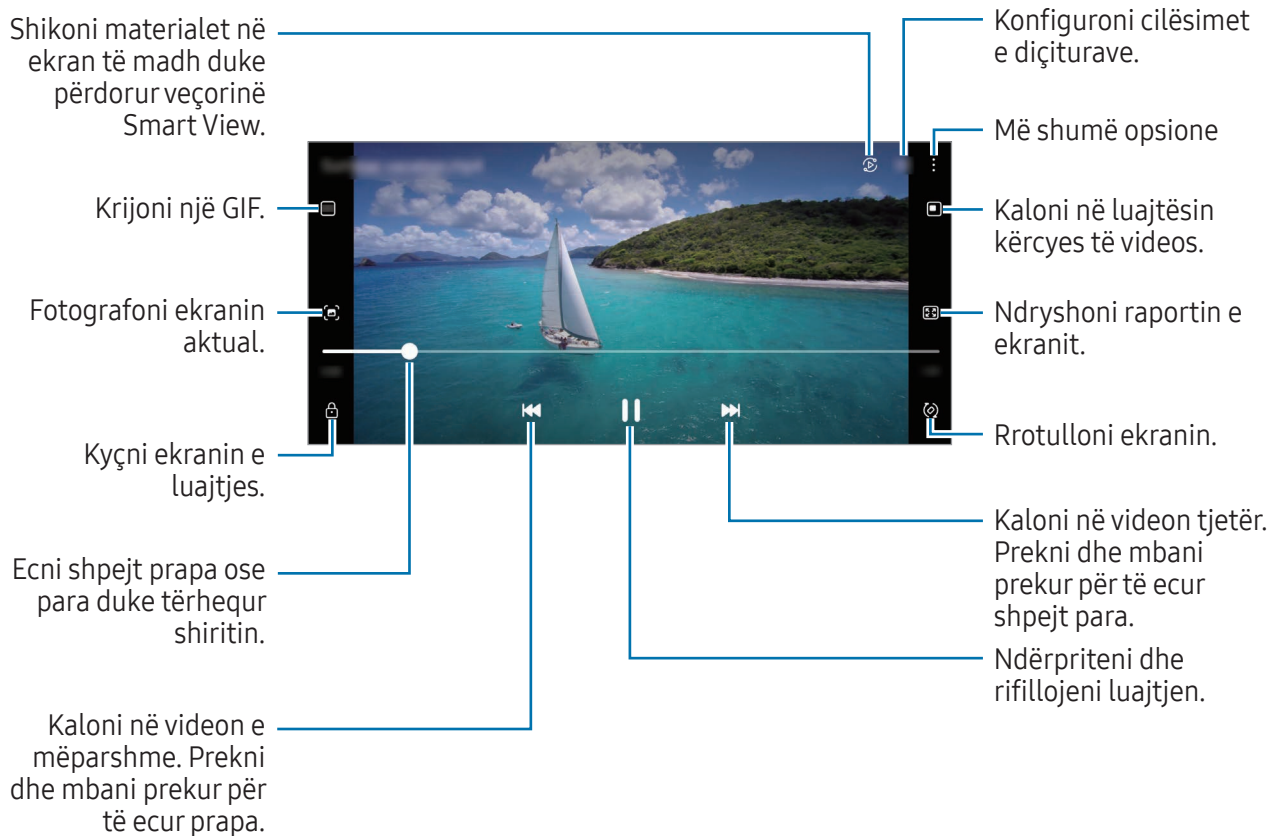 Shikoni materialet në
ekran të madh duke
përdorur veçorinë
Smart View.
Krijoni një GIF.
Fotografoni ekranin
aktual.
Kyçni ekranin e
luajtjes.
Ecni shpejt prapa ose
para duke tërhequr
shiritin.
Kaloni në videon e
mëparshme. Prekni
dhe mbani prekur për
të ecur prapa.
Konfiguroni cilësimet
e diçiturave.
Më shumë opsione
Kaloni në luajtësin
kërcyes të videos.
Ndryshoni raportin e
ekranit.
Rrotulloni ekranin.
Kaloni në videon tjetër.
Prekni dhe mbani
prekur për të ecur
shpejt para.
Ndërpriteni dhe
rifillojeni luajtjen.